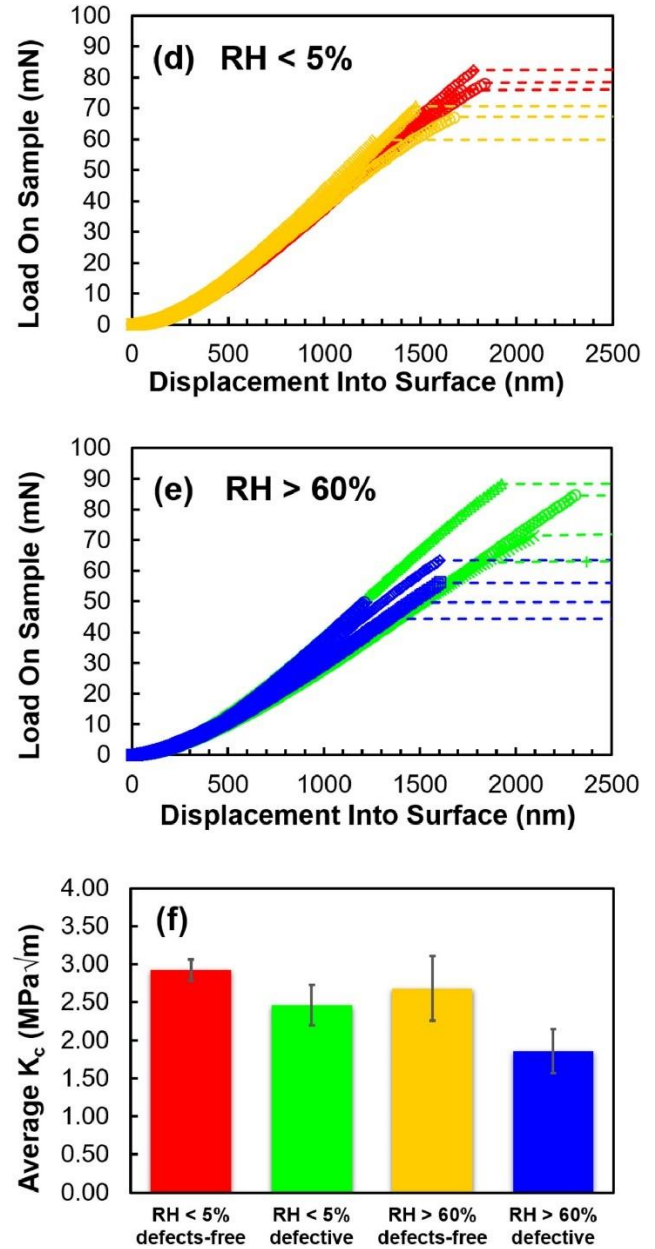 100
90
80
70
60
50
40
30
20
10
0
Load On Sample (mN)
(d) RH < 5%
0 500 1000 1500 2000 2500
Displacement Into Surface (nm)
100
90
80
70
60
50
40
30
20
10
0
Load On Sample (mN)
(e) RH > 60%
0 500 1000 1500 2000 2500
Displacement Into Surface (nm)
4.00
3.50
3.00
2.50
2.00
1.50
1.00
0.50
0.00
Average Kc (MPa√m)
(f)
RH < 5% RH < 5% RH > 60% RH > 60%
defects-free defective defects-free defective